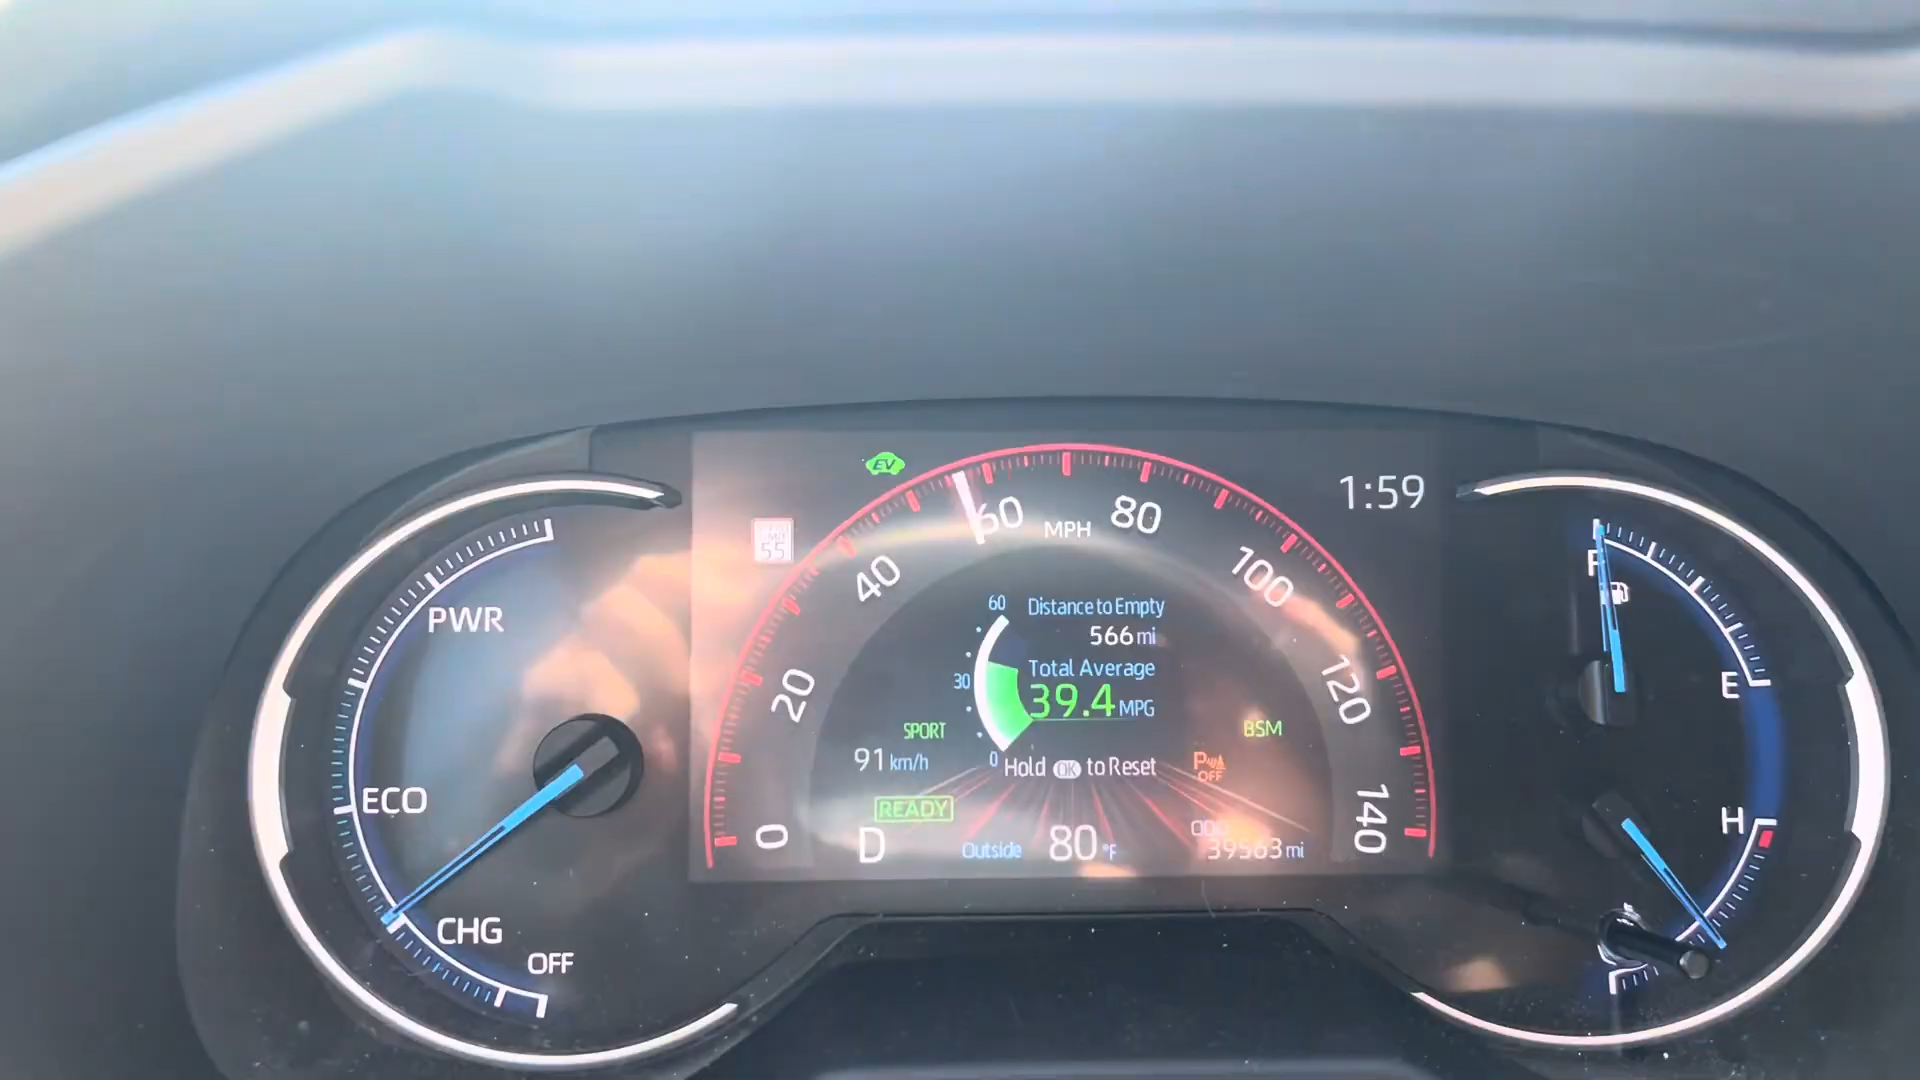 EV
1:59
55
0
20
40
60
80
100
120
140
MPH
PWR
ECO
CHG
OFF
60
30
0
Distance to Empty
566 mi
Total Average
39.4 MPG
Hold OK to Reset
SPORT
91 km/h
READY
D
Outside
80 °F
BSM
P
OFF
ODO
39563 mi
F
E
H